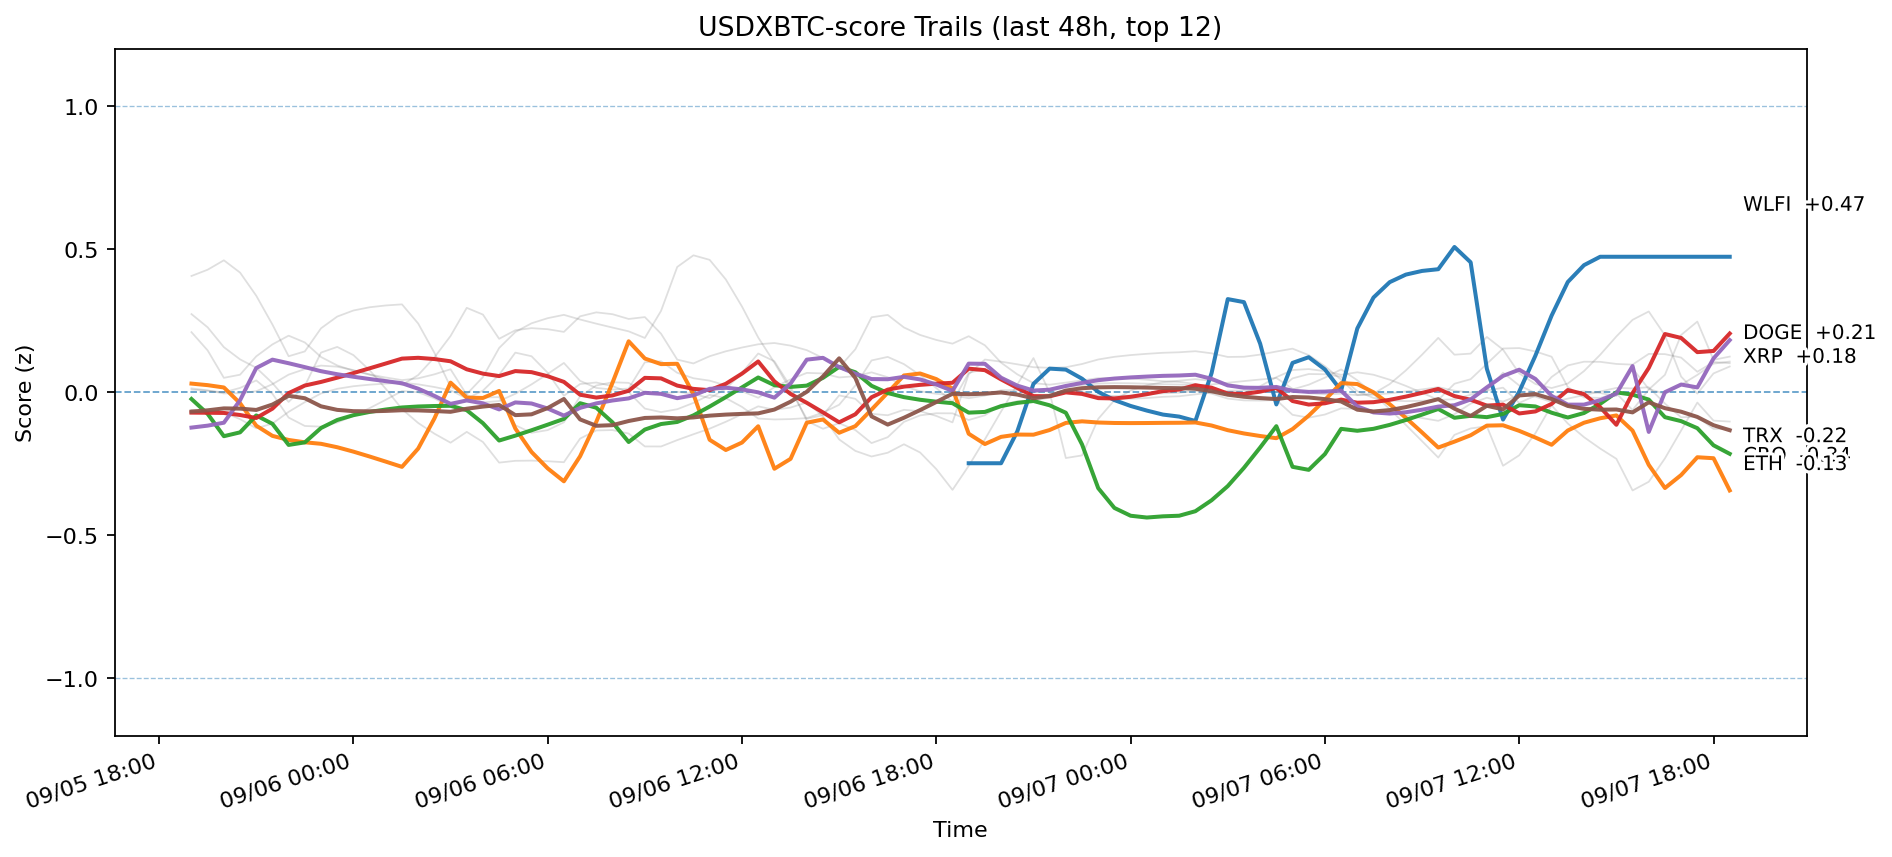 USDXBTC-score Trails (last 48h, top 12)
Score (z)
1.0
0.5
0.0
−0.5
−1.0
WLFI +0.47
DOGE +0.21
XRP +0.18
TRX -0.22
ETH -0.13
09/05 18:00
09/06 00:00
09/06 06:00
09/06 12:00
09/06 18:00
09/07 00:00
09/07 06:00
09/07 12:00
09/07 18:00
Time